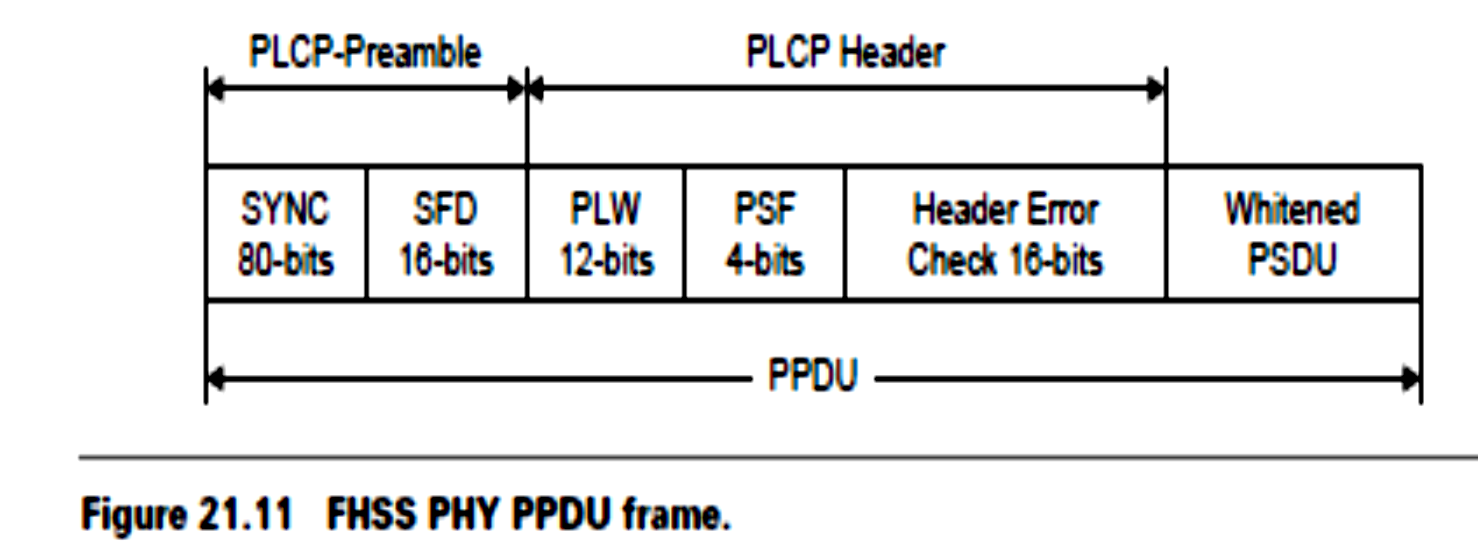 PLCP-Preamble PLCP Header
SYNC SFD PLW PSF Header Error Whitened
80-bits 16-bits 12-bits 4-bits Check 16-bits PSDU
PPDU
Figure 21.11 FHSS PHY PPDU frame.